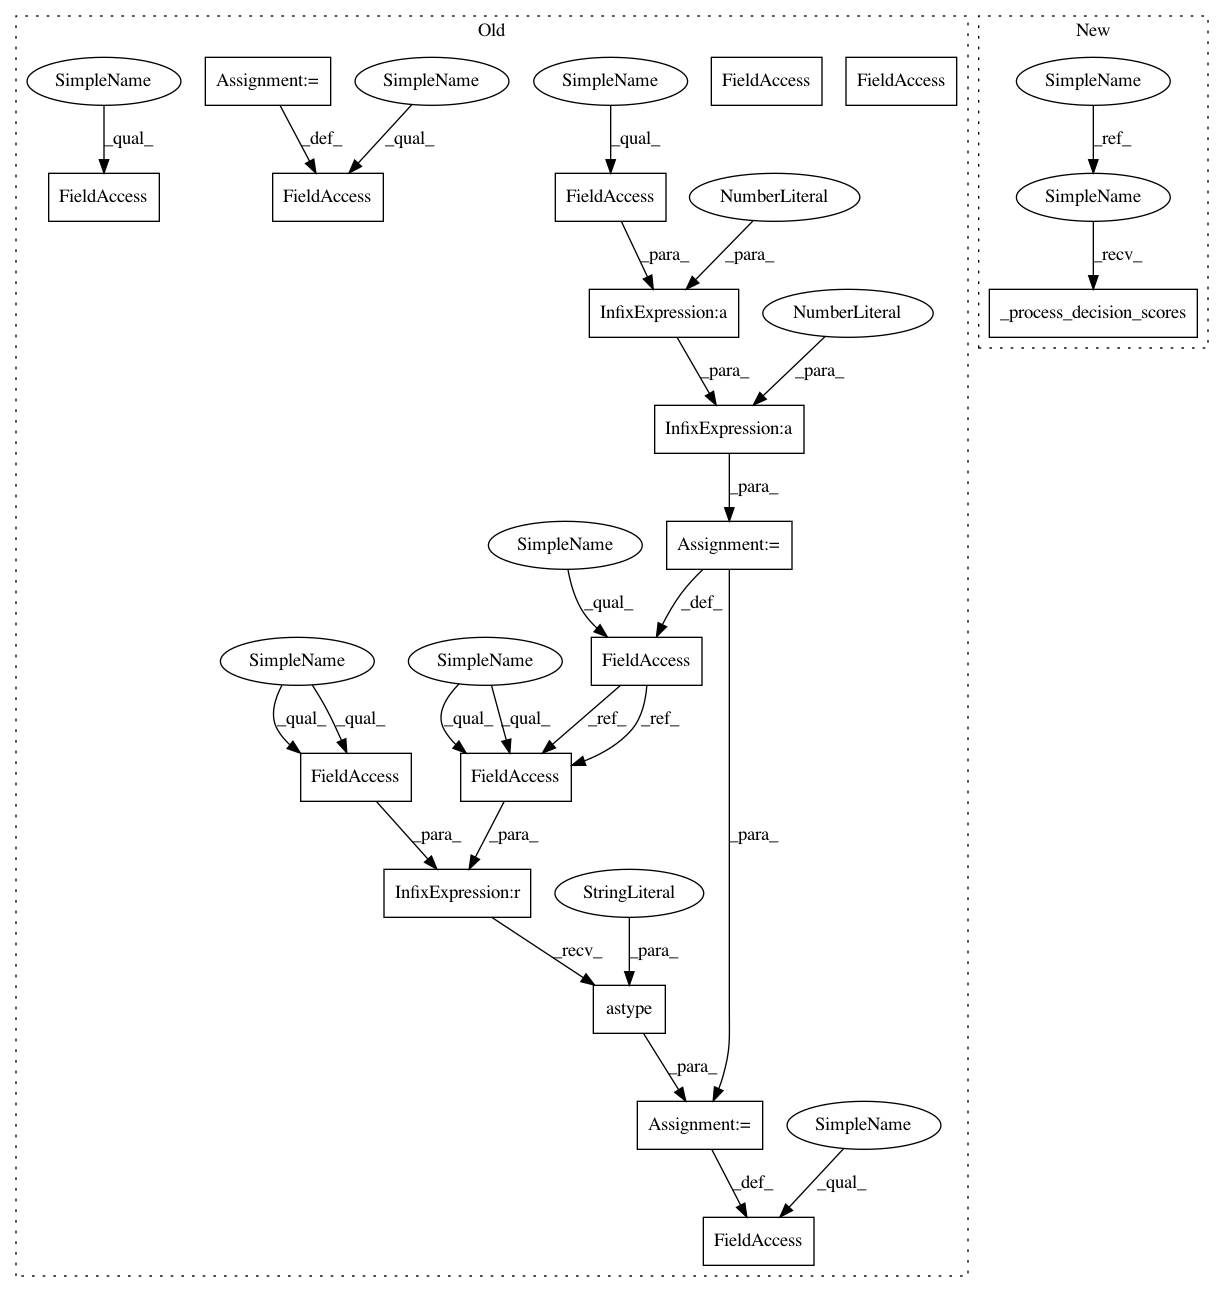 Old
New
SimpleName
Assignment:=
SimpleName
SimpleName
FieldAccess
FieldAccess
SimpleName
_qual_
_def_
_qual_
_qual_
_ref_
FieldAccess
FieldAccess
FieldAccess
NumberLiteral
SimpleName
_para_
_para_
_recv_
InfixExpression:a
NumberLiteral
_process_decision_scores
_para_
_para_
InfixExpression:a
_para_
SimpleName
Assignment:=
_qual_
_def_
SimpleName
SimpleName
FieldAccess
_qual_
_qual_
_qual_
_qual_
_ref_
_ref_
FieldAccess
FieldAccess
_para_
_para_
_para_
InfixExpression:r
StringLiteral
_recv_
_para_
astype
_para_
Assignment:=
SimpleName
_def_
_qual_
FieldAccess